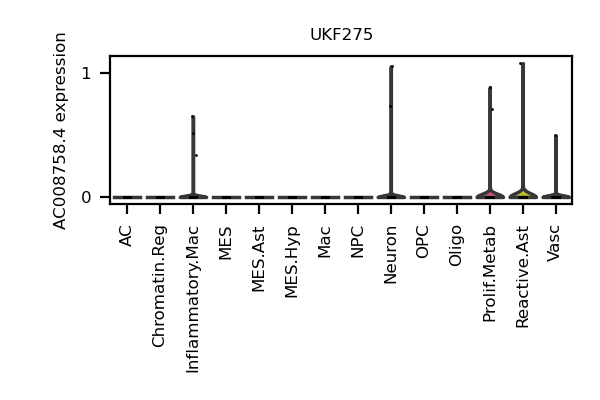 UKF275
AC008758.4 expression
1
0
AC
Chromatin.Reg
Inflammatory.Mac
MES
MES.Ast
MES.Hyp
Mac
NPC
Neuron
OPC
Oligo
Prolif.Metab
Reactive.Ast
Vasc